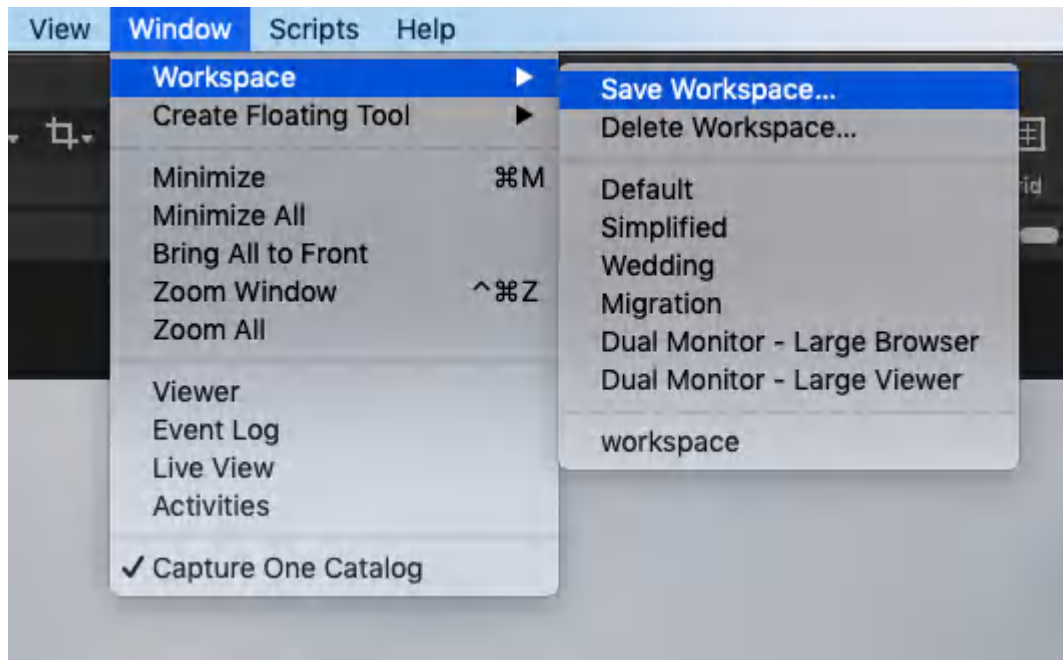 View Window Scripts Help
Workspace ▶
Create Floating Tool ▶
Minimize ⌘M
Minimize All
Bring All to Front
Zoom Window ^⌘Z
Zoom All
Viewer
Event Log
Live View
Activities
✓ Capture One Catalog
Save Workspace...
Delete Workspace...
Default
Simplified
Wedding
Migration
Dual Monitor - Large Browser
Dual Monitor - Large Viewer
workspace